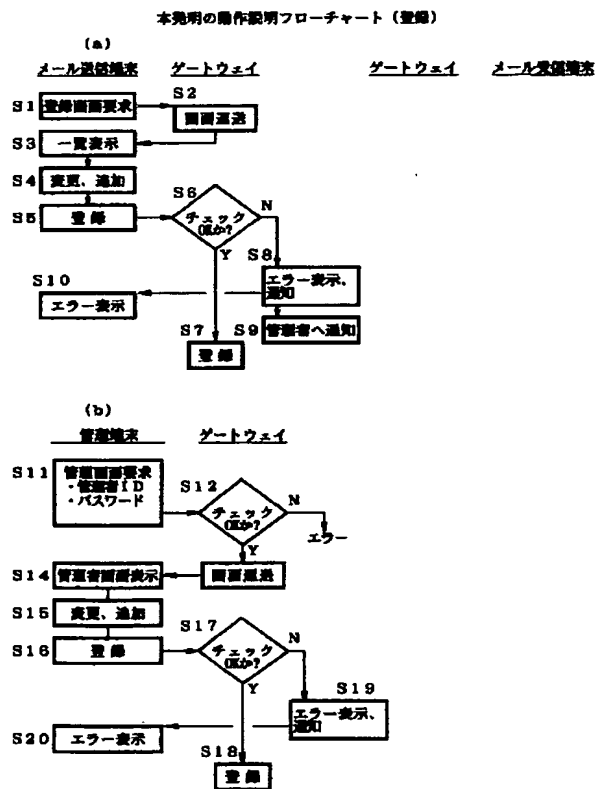 本発明の動作説明フローチャート（登録）
(a)
メール送信端末 ゲートウェイ ゲートウェイ メール受信端末
S1 登録画面要求 S2
画面返送
S3 一覧表示
S4 変更、追加
S5 登録 S6 チェックOKか? N
Y
S8 エラー表示、
通知
S10
エラー表示
S7 登録 S9 管理者へ通知
(b)
管理端末 ゲートウェイ
S11 管理画面要求
・管理者ID
・パスワード
S12 チェック
OKか? N
エラー
Y
S14 管理者画面表示 画面返送
S15 変更、追加
S16 登録 S17 チェック
OKか? N
Y
S19
エラー表示、
通知
S20 エラー表示
S18
登録